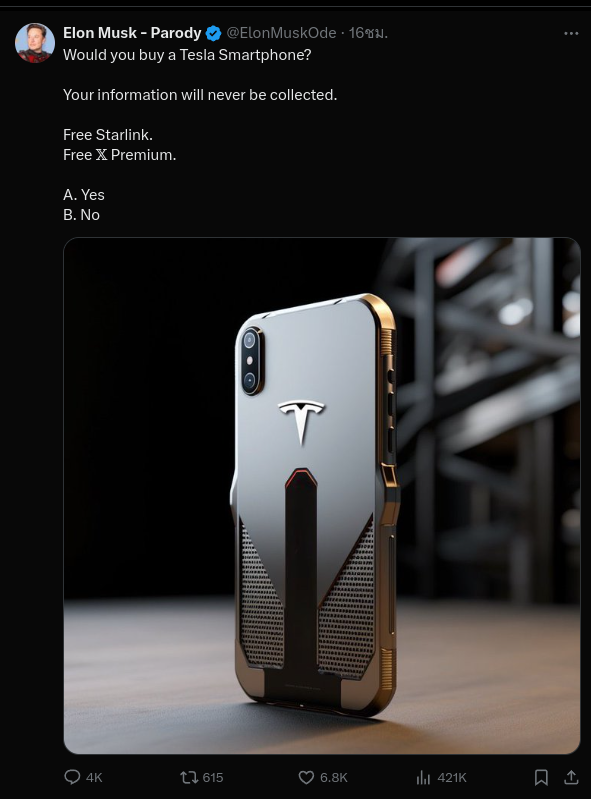 Elon Musk - Parody @ElonMuskOde · 16ชม.
Would you buy a Tesla Smartphone?
Your information will never be collected.
Free Starlink.
Free 𝕏 Premium.
A. Yes
B. No
4K 615 6.8K 421K